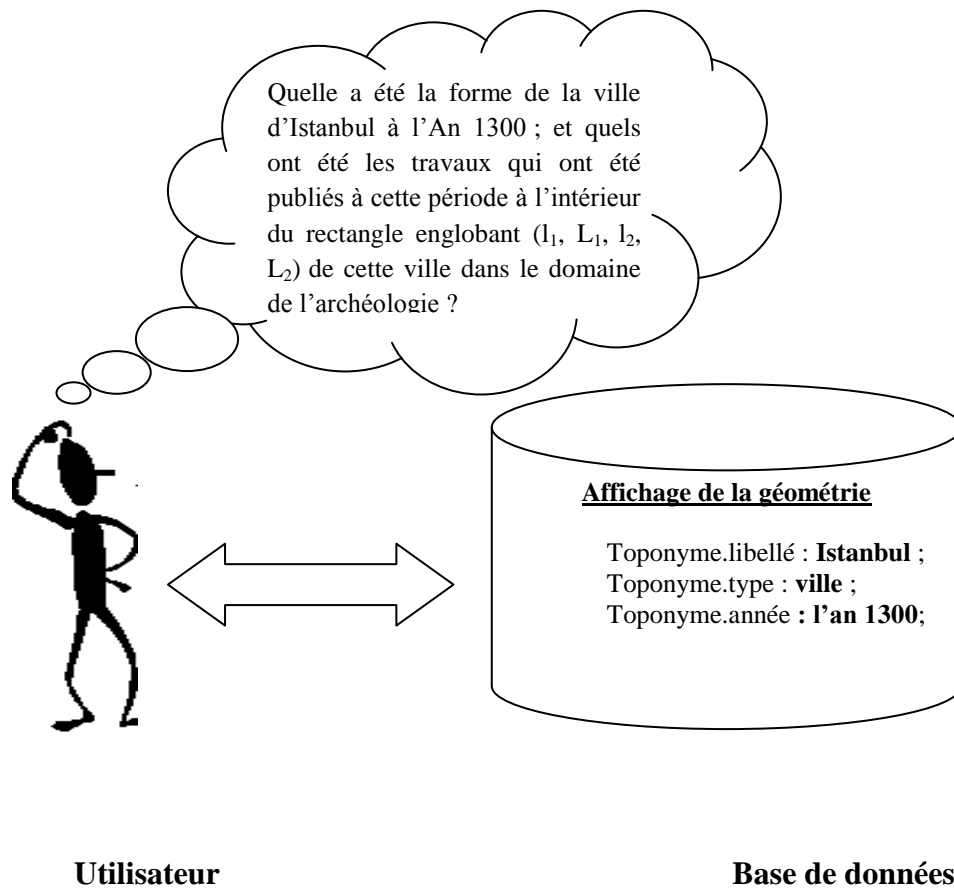 Quelle a été la forme de la ville
d’Istanbul à l’An 1300 ; et quels
ont été les travaux qui ont été
publiés à cette période à l’intérieur
du rectangle englobant (l₁, L₁, l₂,
L₂) de cette ville dans le domaine
de l’archéologie ?
Affichage de la géométrie
Toponyme.libellé : Istanbul ;
Toponyme.type : ville ;
Toponyme.année : l’an 1300;
Utilisateur
Base de données